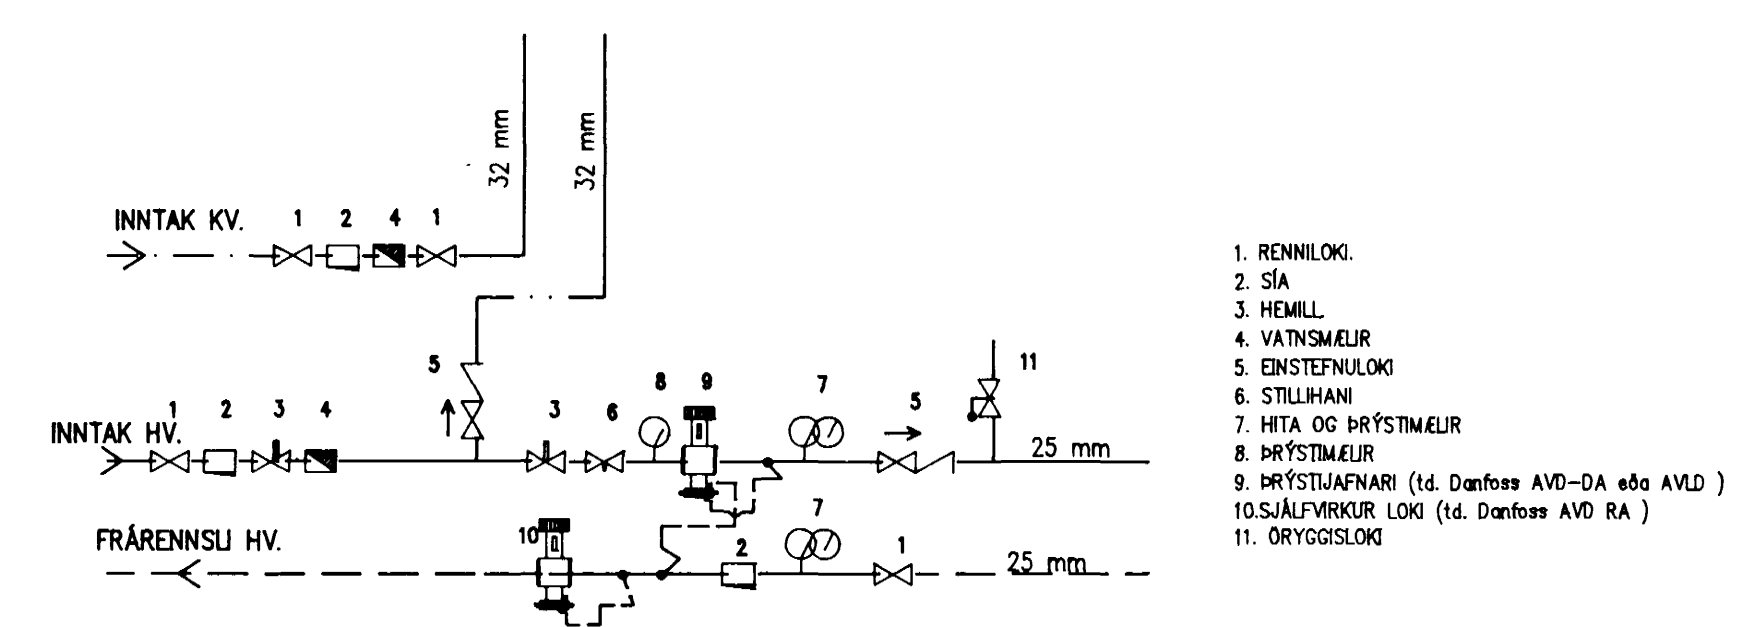 32 mm
32 mm
INNTAK KV.
1 2 4 1
5
INNTAK HV.
1 2 3 4
3 6 8 9 7 5 11
25 mm
FRÁRENNSLI HV.
10 2 7 1
25 mm
1. RENNILOKI.
2. SÍA
3. HEMILL
4. VATNSMÆLIR
5. EINSTEFNULOKI
6. STILLIHANI
7. HITA OG ÞRÝSTIMÆLIR
8. ÞRÝSTIMÆLIR
9. ÞRÝSTIJAFNARI (td. Danfoss AVD-DA eða AVLD )
10.SJÁLFVIRKUR LOKI (td. Danfoss AVD RA )
11. ÖRYGGISLOKI